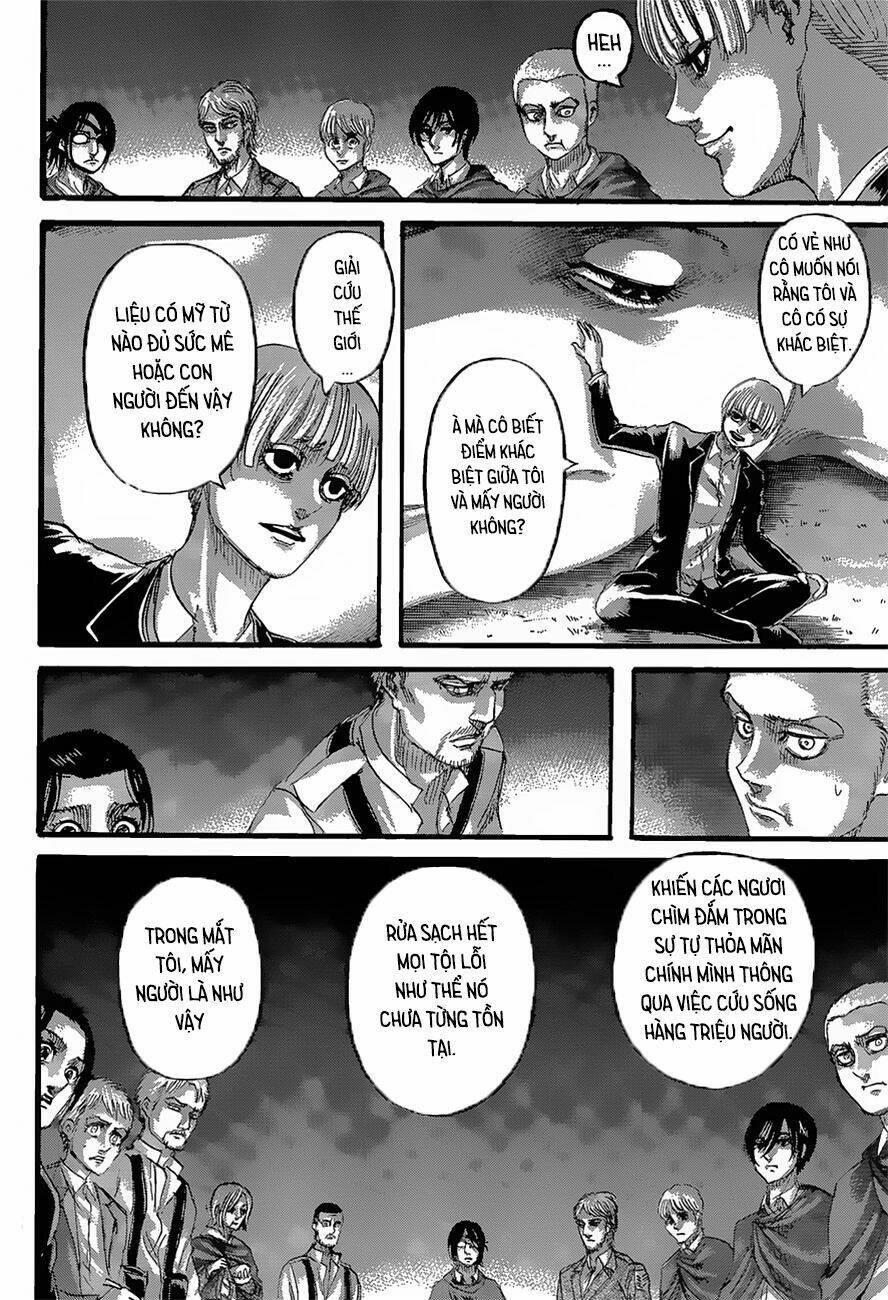 HEH
...
CÓ VẺ NHƯ
CÔ MUỐN NÓI
RẰNG TÔI VÀ
CÔ CÓ SỰ
KHÁC BIỆT.
À MÀ CÔ BIẾT
ĐIỂM KHÁC
BIỆT GIỮA TÔI
VÀ MẤY NGƯỜI
KHÔNG?
GIẢI
CỨU
THẾ
GIỚI
...
LIỆU CÓ MỸ TỪ
NÀO ĐỦ SỨC MÊ
HOẶC CON
NGƯỜI ĐẾN VẬY
KHÔNG?
KHIẾN CÁC NGƯƠI
CHÌM ĐẮM TRONG
SỰ TỰ THỎA MÃN
CHÍNH MÌNH THÔNG
QUA VIỆC CỨU SỐNG
HÀNG TRIỆU NGƯỜI.
RỬA SẠCH HẾT
MỌI TỘI LỖI
NHƯ THỂ NÓ
CHƯA TỪNG TỒN
TẠI.
TRONG MẮT
TÔI, MẤY
NGƯỜI LÀ NHƯ
VẬY